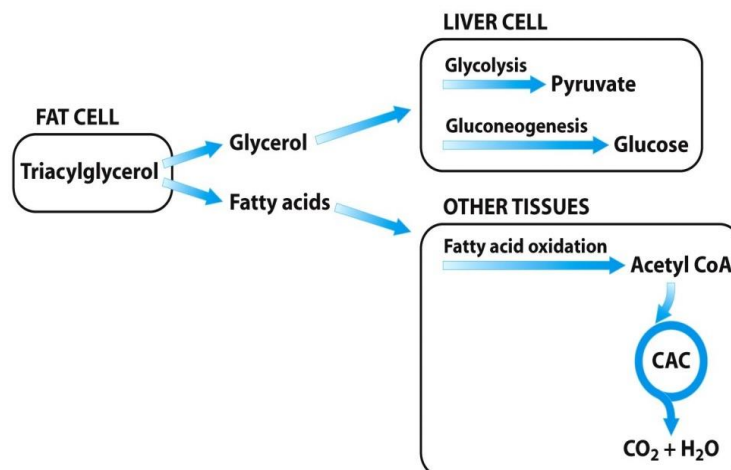 LIVER CELL
Glycolysis
Pyruvate
Gluconeogenesis
Glucose
FAT CELL
Triacylglycerol
Glycerol
Fatty acids
OTHER TISSUES
Fatty acid oxidation
Acetyl CoA
CAC
CO₂ + H₂O